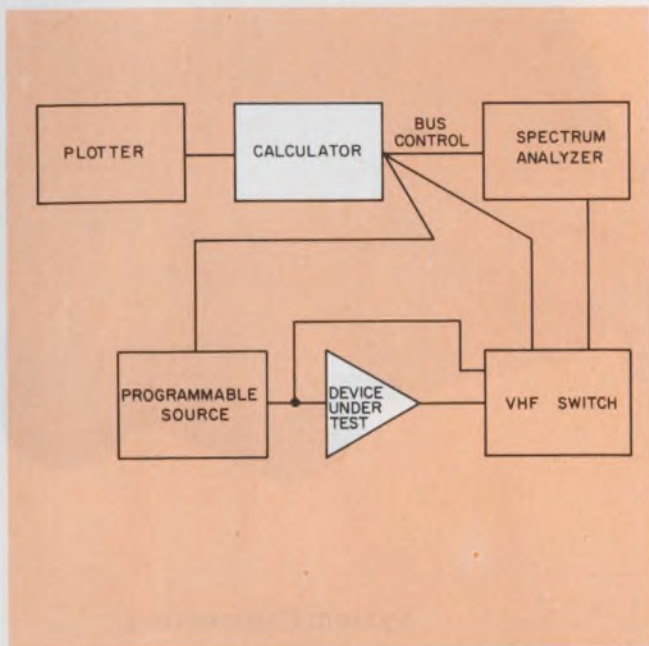 PLOTTER
CALCULATOR
BUS
CONTROL
SPECTRUM
ANALYZER
PROGRAMMABLE
SOURCE
DEVICE
UNDER
TEST
VHF SWITCH